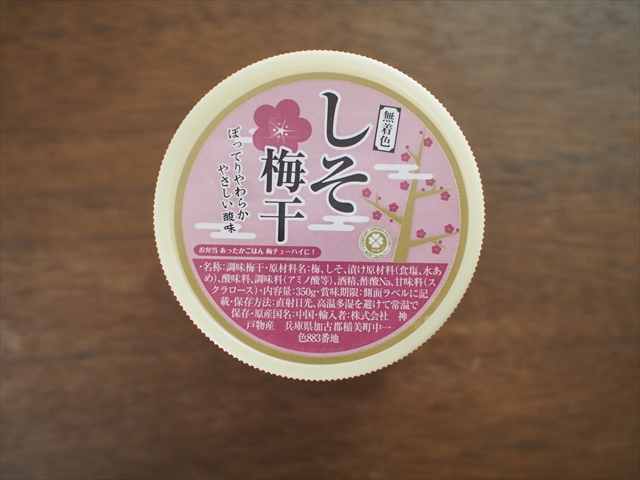 無着色
しそ
梅干
ぽってりやわらか
やさしい酸味
お弁当 あったかごはん 梅チューハイに！
・名称:調味梅干・原材料名:梅、しそ、漬け原材料(食塩、水あ
め)、酸味料、調味料(アミノ酸等)、酒精、酢酸Na、甘味料(ス
クラロース)・内容量:350g・賞味期限:側面ラベルに記
載・保存方法:直射日光、高温多湿を避けて常温で
保存・原産国名:中国・輸入者:株式会社 神
戸物産 兵庫県加古郡稲美町中一
色883番地